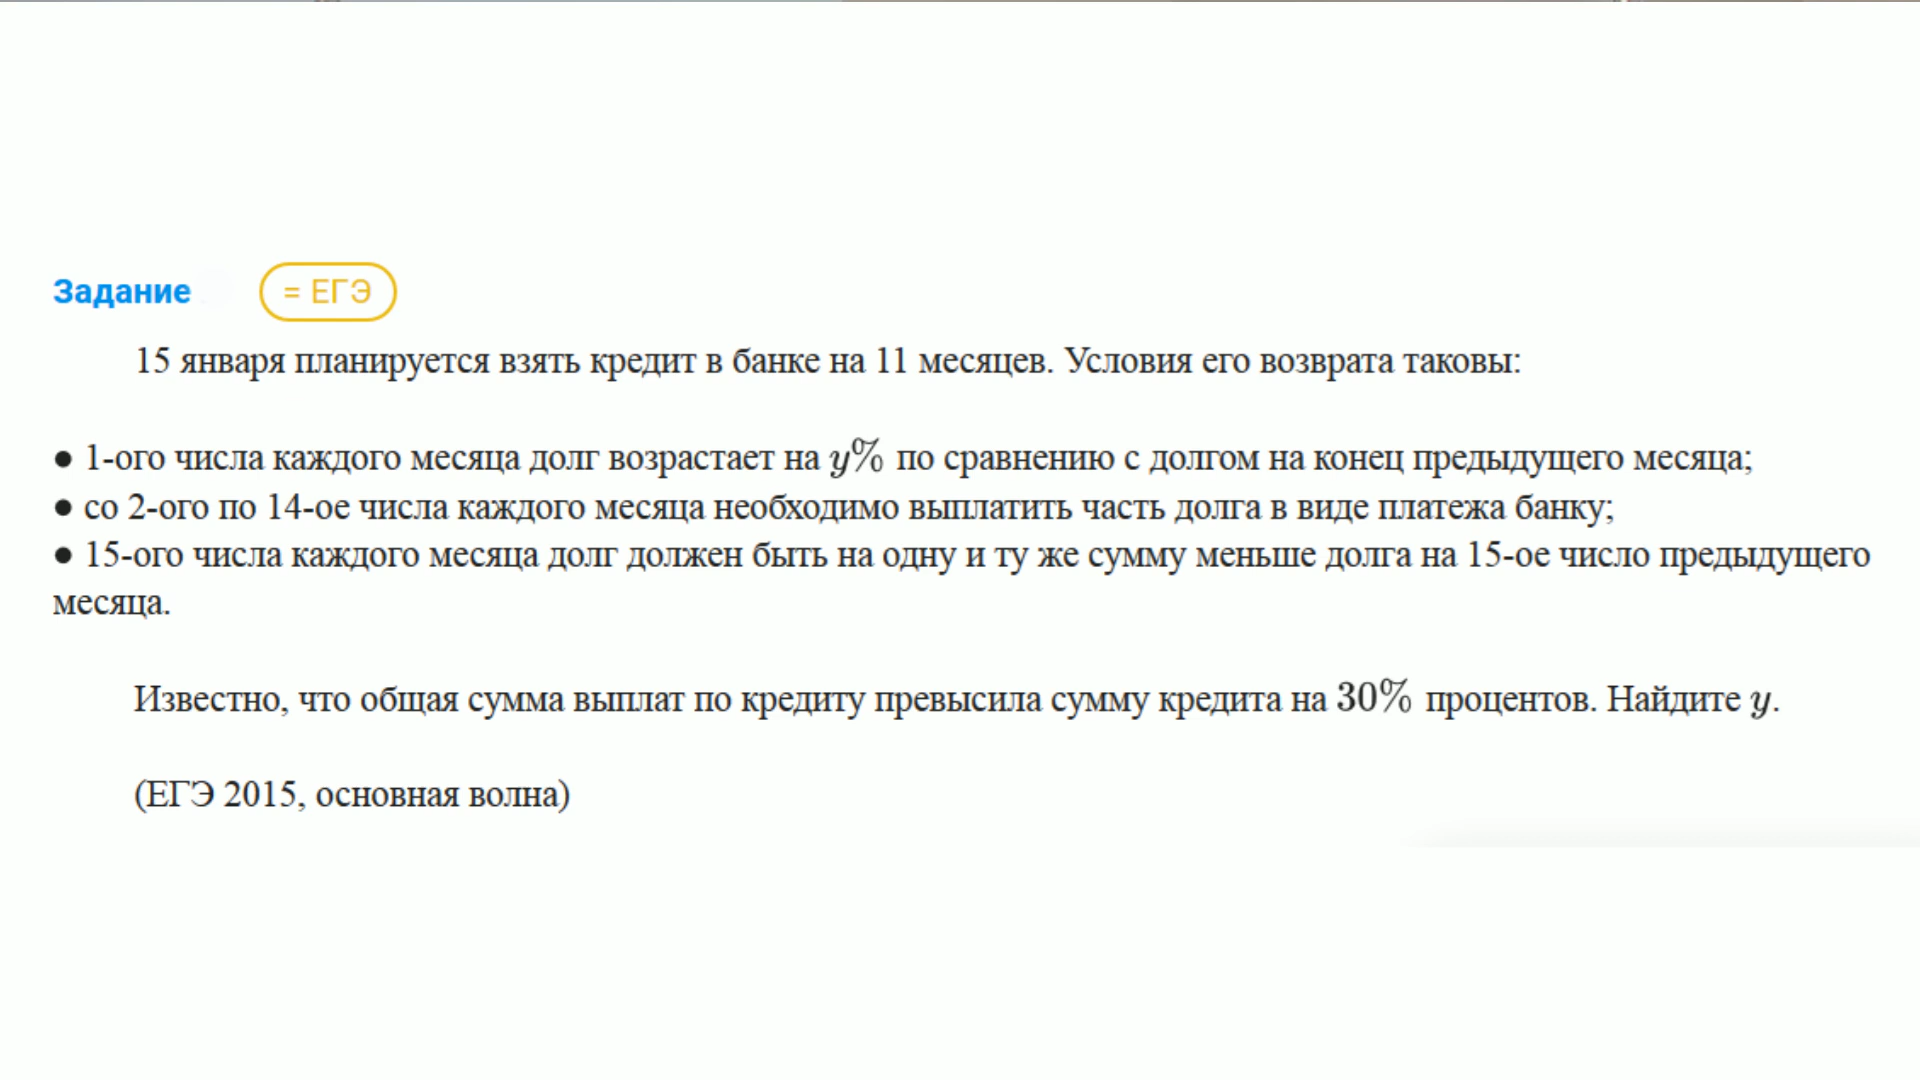 Задание = ЕГЭ
15 января планируется взять кредит в банке на 11 месяцев. Условия его возврата таковы:
● 1-ого числа каждого месяца долг возрастает на y% по сравнению с долгом на конец предыдущего месяца;
● со 2-ого по 14-ое числа каждого месяца необходимо выплатить часть долга в виде платежа банку;
● 15-ого числа каждого месяца долг должен быть на одну и ту же сумму меньше долга на 15-ое число предыдущего
месяца.
Известно, что общая сумма выплат по кредиту превысила сумму кредита на 30% процентов. Найдите y.
(ЕГЭ 2015, основная волна)